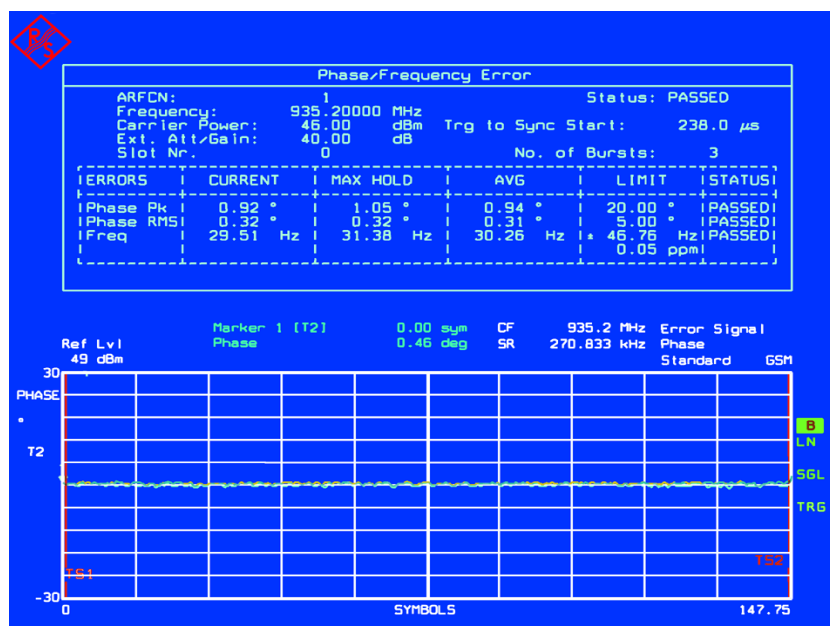 R&S
Phase/Frequency Error
ARFCN: 1 Status: PASSED
Frequency: 935.20000 MHz
Carrier Power: 46.00 dBm Trg to Sync Start: 238.0 µs
Ext. Att/Gain: 40.00 dB
Slot Nr. 0 No. of Bursts: 3
ERRORS CURRENT MAX HOLD AVG LIMIT STATUS
Phase Pk 0.92 ° 1.05 ° 0.94 ° 20.00 ° PASSED
Phase RMS 0.32 ° 0.32 ° 0.31 ° 5.00 ° PASSED
Freq 29.51 Hz 31.38 Hz 30.26 Hz ± 46.76 Hz PASSED
0.05 ppm
Marker 1 [T2] 0.00 sym CF 935.2 MHz Error Signal
Ref Lvl Phase 0.46 deg SR 270.833 kHz Phase
49 dBm Standard GSM
30
PHASE
°
B
LN
T2
SGL
TRG
TS2
TS1
-30
0 SYMBOLS 147.75